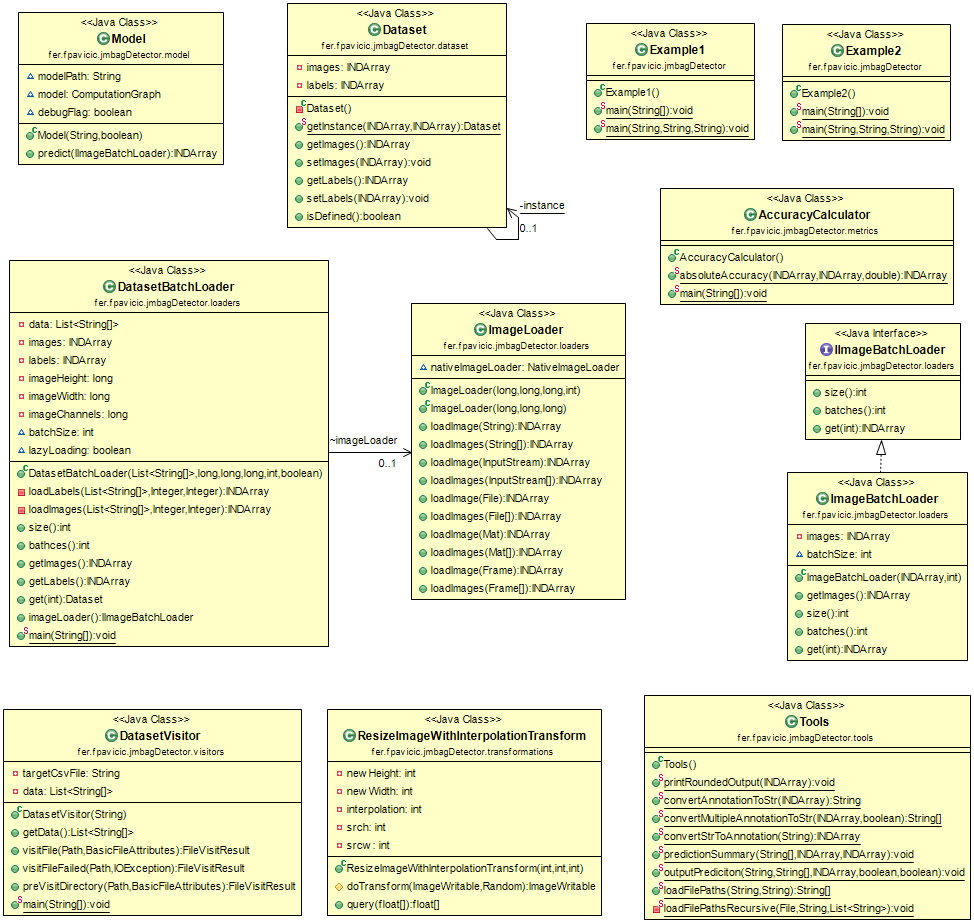 <<Java Class>>
Model
fer.fpavicic.jmbagDetector.model
modelPath: String
model: ComputationGraph
debugFlag: boolean
Model(String,boolean)
predict(IImageBatchLoader):INDArray
<<Java Class>>
Dataset
fer.fpavicic.jmbagDetector.dataset
images: INDArray
labels: INDArray
Dataset()
getInstance(INDArray,INDArray):Dataset
getImages():INDArray
setImages(INDArray):void
getLabels():INDArray
setLabels(INDArray):void
isDefined():boolean
-instance
0..1
<<Java Class>>
Example1
fer.fpavicic.jmbagDetector
Example1()
main(String[]):void
main(String,String,String):void
<<Java Class>>
Example2
fer.fpavicic.jmbagDetector
Example2()
main(String[]):void
main(String,String,String):void
<<Java Class>>
AccuracyCalculator
fer.fpavicic.jmbagDetector.metrics
AccuracyCalculator()
absoluteAccuracy(INDArray,INDArray,double):INDArray
main(String[]):void
<<Java Class>>
DatasetBatchLoader
fer.fpavicic.jmbagDetector.loaders
data: List<String[]>
images: INDArray
labels: INDArray
imageHeight: long
imageWidth: long
imageChannels: long
batchSize: int
lazyLoading: boolean
DatasetBatchLoader(List<String[]>,long,long,long,int,boolean)
loadLabels(List<String[]>,Integer,Integer):INDArray
loadImages(List<String[]>,Integer,Integer):INDArray
size():int
bathces():int
getImages():INDArray
getLabels():INDArray
get(int):Dataset
imageLoader():IImageBatchLoader
main(String[]):void
~imageLoader
0..1
<<Java Class>>
ImageLoader
fer.fpavicic.jmbagDetector.loaders
nativeImageLoader: NativeImageLoader
ImageLoader(long,long,long,int)
ImageLoader(long,long,long)
loadImage(String):INDArray
loadImages(String[]):INDArray
loadImage(InputStream):INDArray
loadImages(InputStream[]):INDArray
loadImage(File):INDArray
loadImages(File[]):INDArray
loadImage(Mat):INDArray
loadImages(Mat[]):INDArray
loadImage(Frame):INDArray
loadImages(Frame[]):INDArray
<<Java Interface>>
IImageBatchLoader
fer.fpavicic.jmbagDetector.loaders
size():int
batches():int
get(int):INDArray
<<Java Class>>
ImageBatchLoader
fer.fpavicic.jmbagDetector.loaders
images: INDArray
batchSize: int
ImageBatchLoader(INDArray,int)
getImages():INDArray
size():int
batches():int
get(int):INDArray
<<Java Class>>
DatasetVisitor
fer.fpavicic.jmbagDetector.visitors
targetCsvFile: String
data: List<String[]>
DatasetVisitor(String)
getData():List<String[]>
visitFile(Path,BasicFileAttributes):FileVisitResult
visitFileFailed(Path,IOException):FileVisitResult
preVisitDirectory(Path,BasicFileAttributes):FileVisitResult
main(String[]):void
<<Java Class>>
ResizeImageWithInterpolationTransform
fer.fpavicic.jmbagDetector.transformations
new Height: int
new Width: int
interpolation: int
srch: int
srcw : int
ResizeImageWithInterpolationTransform(int,int,int)
doTransform(ImageWritable,Random):ImageWritable
query(float[]):float[]
<<Java Class>>
Tools
fer.fpavicic.jmbagDetector.tools
Tools()
printRoundedOutput(INDArray):void
convertAnnotationToStr(INDArray):String
convertMultipleAnnotationToStr(INDArray,boolean):String[]
convertStrToAnnotation(String):INDArray
predictionSummary(String[],INDArray,INDArray):void
outputPrediciton(String,String[],INDArray,boolean,boolean):void
loadFilePaths(String,String):String[]
loadFilePathsRecursive(File,String,List<String>):void